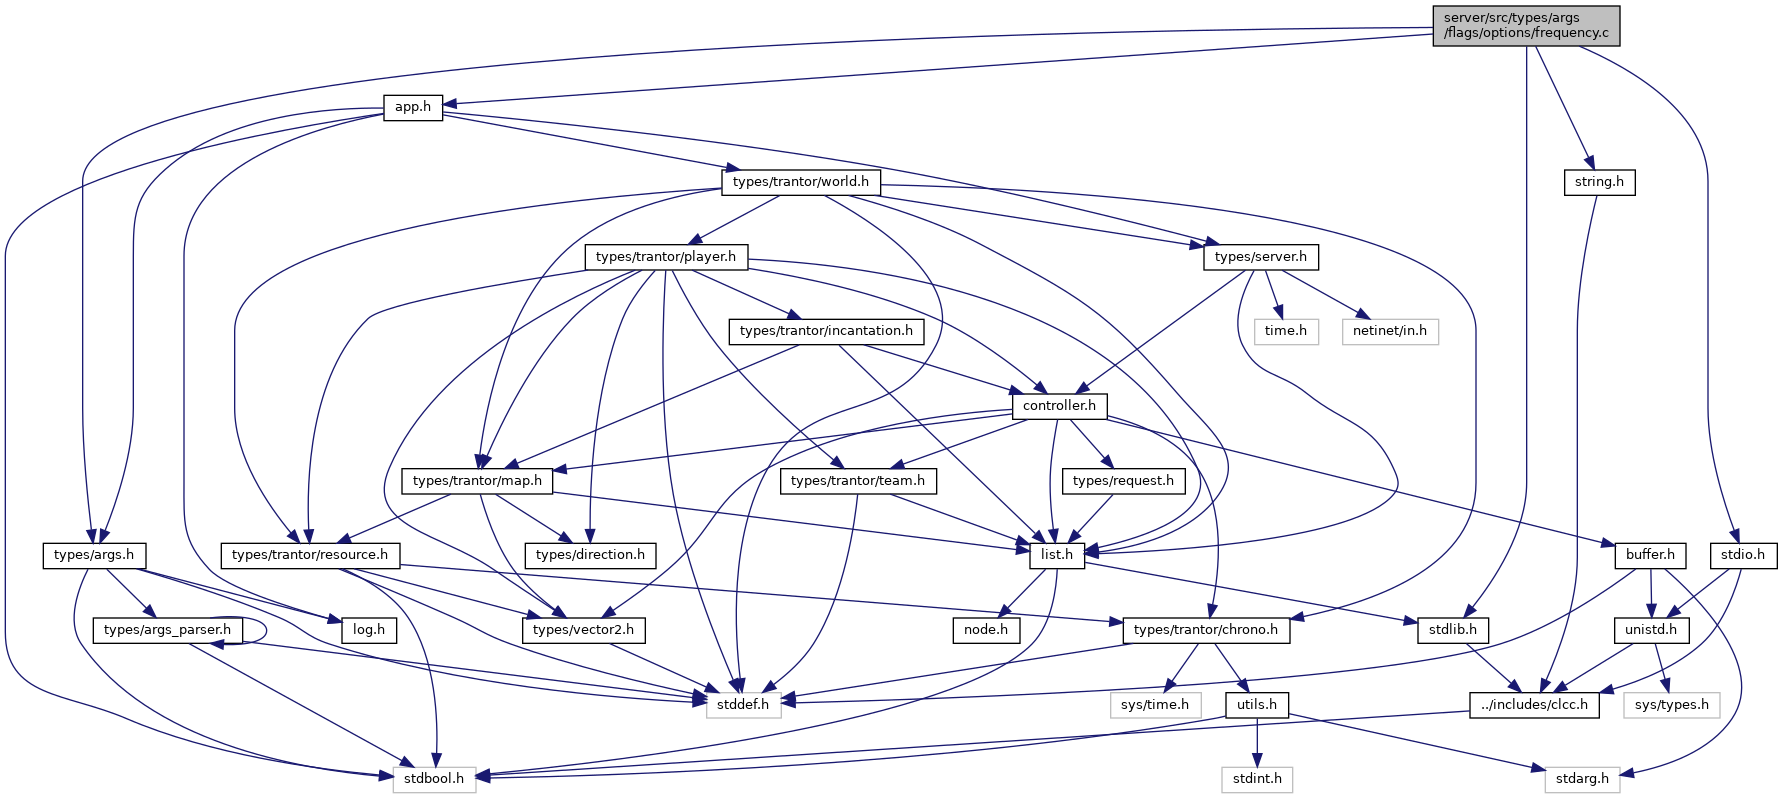 server/src/types/args
/flags/options/frequency.c
app.h
types/trantor/world.h
string.h
types/trantor/player.h
types/server.h
types/trantor/incantation.h
time.h
netinet/in.h
controller.h
types/trantor/map.h
types/trantor/team.h
types/request.h
types/args.h
types/trantor/resource.h
types/direction.h
list.h
buffer.h
stdio.h
types/args_parser.h
log.h
types/vector2.h
node.h
types/trantor/chrono.h
stdlib.h
unistd.h
stddef.h
sys/time.h
utils.h
../includes/clcc.h
sys/types.h
stdbool.h
stdint.h
stdarg.h